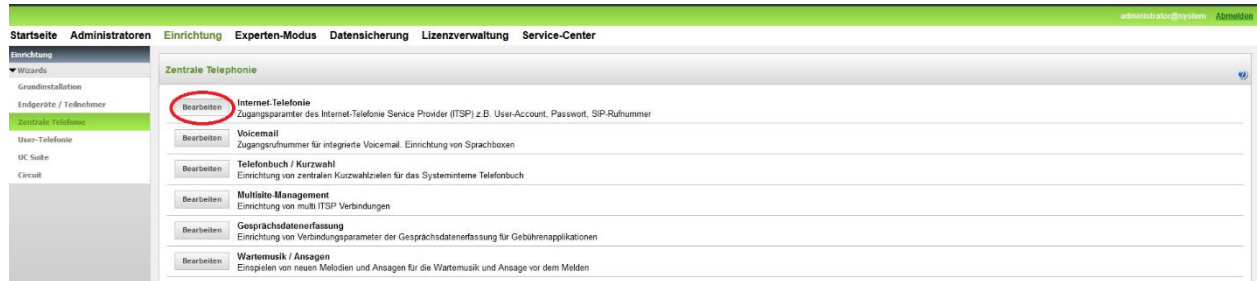 administrator@system Abmelden
Startseite Administratoren Einrichtung Experten-Modus Datensicherung Lizenzverwaltung Service-Center
Einrichtung
Wizards
Grundinstallation
Endgeräte / Teilnehmer
Zentrale Telefonie
User-Telefonie
UC Suite
Circuit
Zentrale Telephonie
Bearbeiten
Internet-Telefonie
Zugangsparamter des Internet-Telefonie Service Provider (ITSP) z.B. User-Account, Passwort, SIP-Rufnummer
Bearbeiten
Voicemail
Zugangsrufnummer für integrierte Voicemail. Einrichtung von Sprachboxen
Bearbeiten
Telefonbuch / Kurzwahl
Einrichtung von zentralen Kurzwahlzielen für das Systeminterne Telefonbuch
Bearbeiten
Multisite-Management
Einrichtung von multi ITSP Verbindungen
Bearbeiten
Gesprächsdatenerfassung
Einrichtung von Verbindungsparameter der Gesprächsdatenerfassung für Gebührenapplikationen
Bearbeiten
Wartemusik / Ansagen
Einspielen von neuen Melodien und Ansagen für die Wartemusik und Ansage vor dem Melden